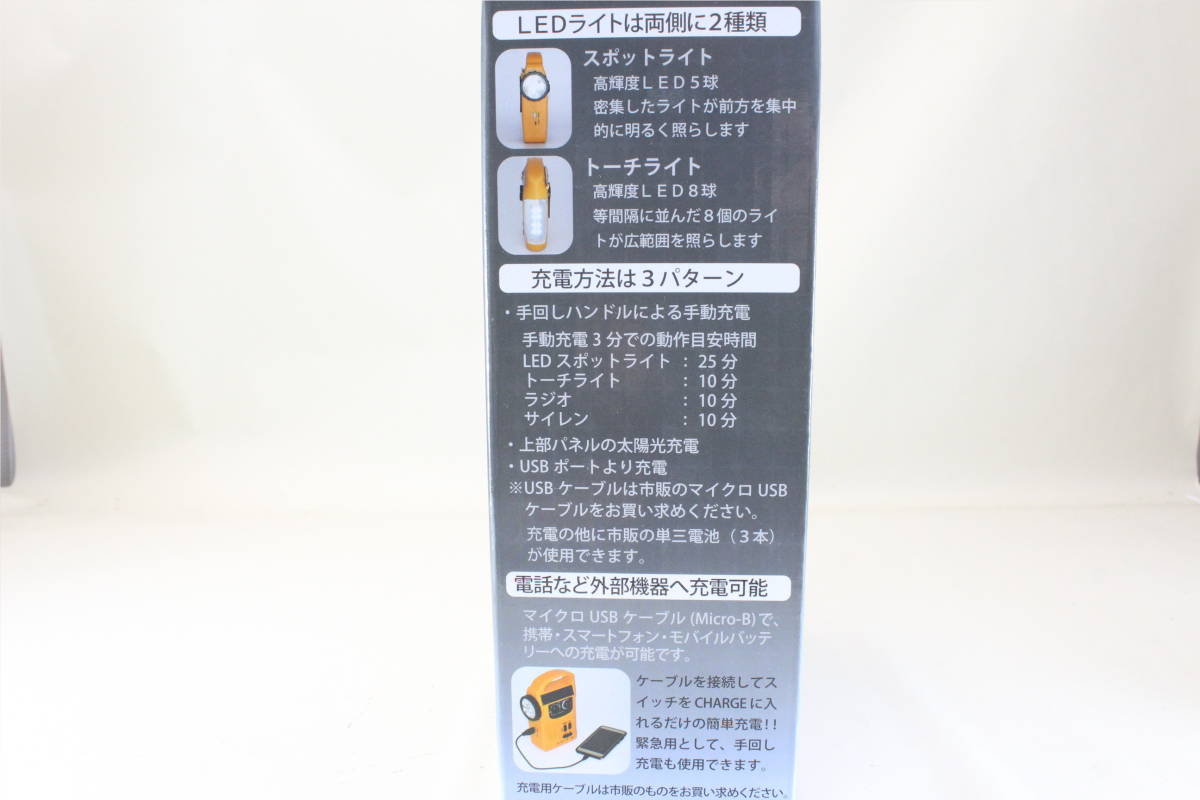 LEDライトは両側に2種類
スポットライト
高輝度ＬＥＤ５球
密集したライトが前方を集中
的に明るく照らします
トーチライト
高輝度ＬＥＤ８球
等間隔に並んだ８個のライ
トが広範囲を照らします
充電方法は３パターン
・手回しハンドルによる手動充電
手動充電３分での動作目安時間
LED スポットライト ： 25 分
トーチライト ： 10 分
ラジオ ： 10 分
サイレン ： 10 分
・上部パネルの太陽光充電
・USB ポートより充電
※USB ケーブルは市販のマイクロ USB
ケーブルをお買い求めください。
充電の他に市販の単三電池（３本）
が使用できます。
電話など外部機器へ充電可能
マイクロ USB ケーブル (Micro-B) で、
携帯・スマートフォン・モバイルバッテ
リーへの充電が可能です。
ケーブルを接続してス
イッチを CHARGE に入
れるだけの簡単充電!!
緊急用として、手回し
充電も使用できます。
充電用ケーブルは市販のものをお買い求めください。